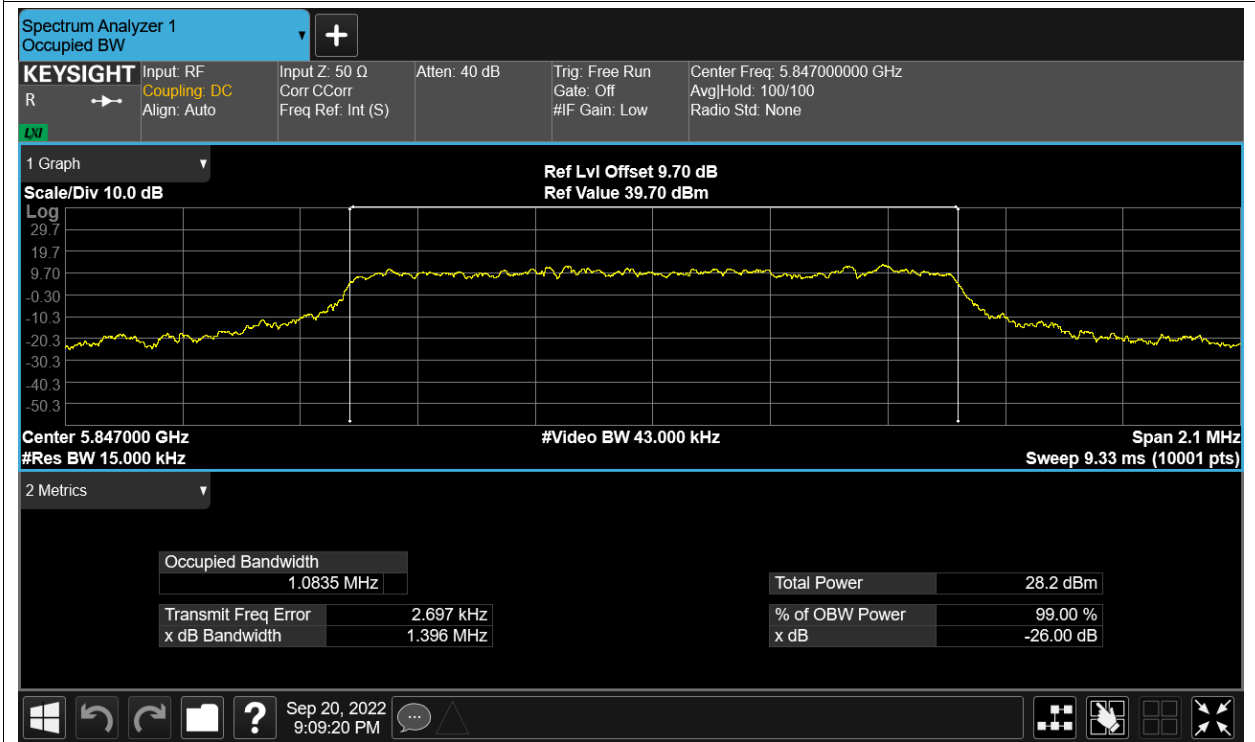 Spectrum Analyzer 1
Occupied BW
KEYSIGHT
R
LXI
Input: RF
Coupling: DC
Align: Auto
Input Z: 50 Ω
Corr CCorr
Freq Ref: Int (S)
Atten: 40 dB
Trig: Free Run
Gate: Off
#IF Gain: Low
Center Freq: 5.847000000 GHz
Avg|Hold: 100/100
Radio Std: None
1 Graph
Scale/Div 10.0 dB
Ref Lvl Offset 9.70 dB
Ref Value 39.70 dBm
Log
29.7
19.7
9.70
-0.30
-10.3
-20.3
-30.3
-40.3
-50.3
Center 5.847000 GHz
#Video BW 43.000 kHz
Span 2.1 MHz
#Res BW 15.000 kHz
Sweep 9.33 ms (10001 pts)
2 Metrics
Occupied Bandwidth
1.0835 MHz
Transmit Freq Error 2.697 kHz
x dB Bandwidth 1.396 MHz
Total Power 28.2 dBm
% of OBW Power 99.00 %
x dB -26.00 dB
?
Sep 20, 2022
9:09:20 PM